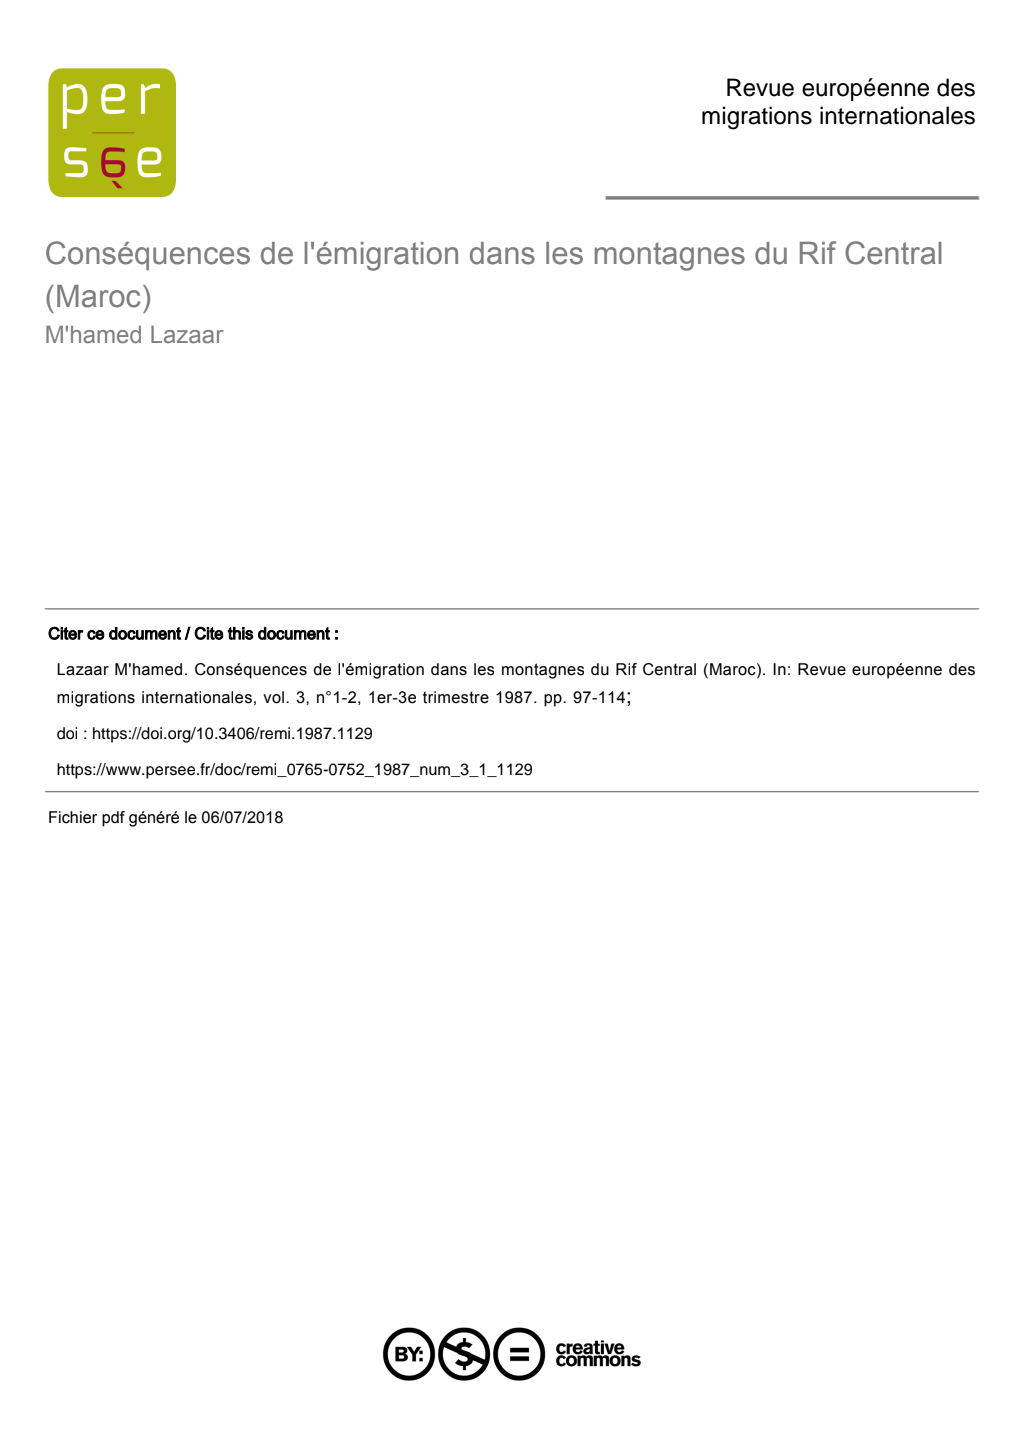 per
sée
Revue européenne des
migrations internationales
Conséquences de l'émigration dans les montagnes du Rif Central
(Maroc)
M'hamed Lazaar
Citer ce document / Cite this document :
Lazaar M'hamed. Conséquences de l'émigration dans les montagnes du Rif Central (Maroc). In: Revue européenne des
migrations internationales, vol. 3, n°1-2, 1er-3e trimestre 1987. pp. 97-114;
doi : https://doi.org/10.3406/remi.1987.1129
https://www.persee.fr/doc/remi_0765-0752_1987_num_3_1_1129
Fichier pdf généré le 06/07/2018
BY: $ =
creative
commons